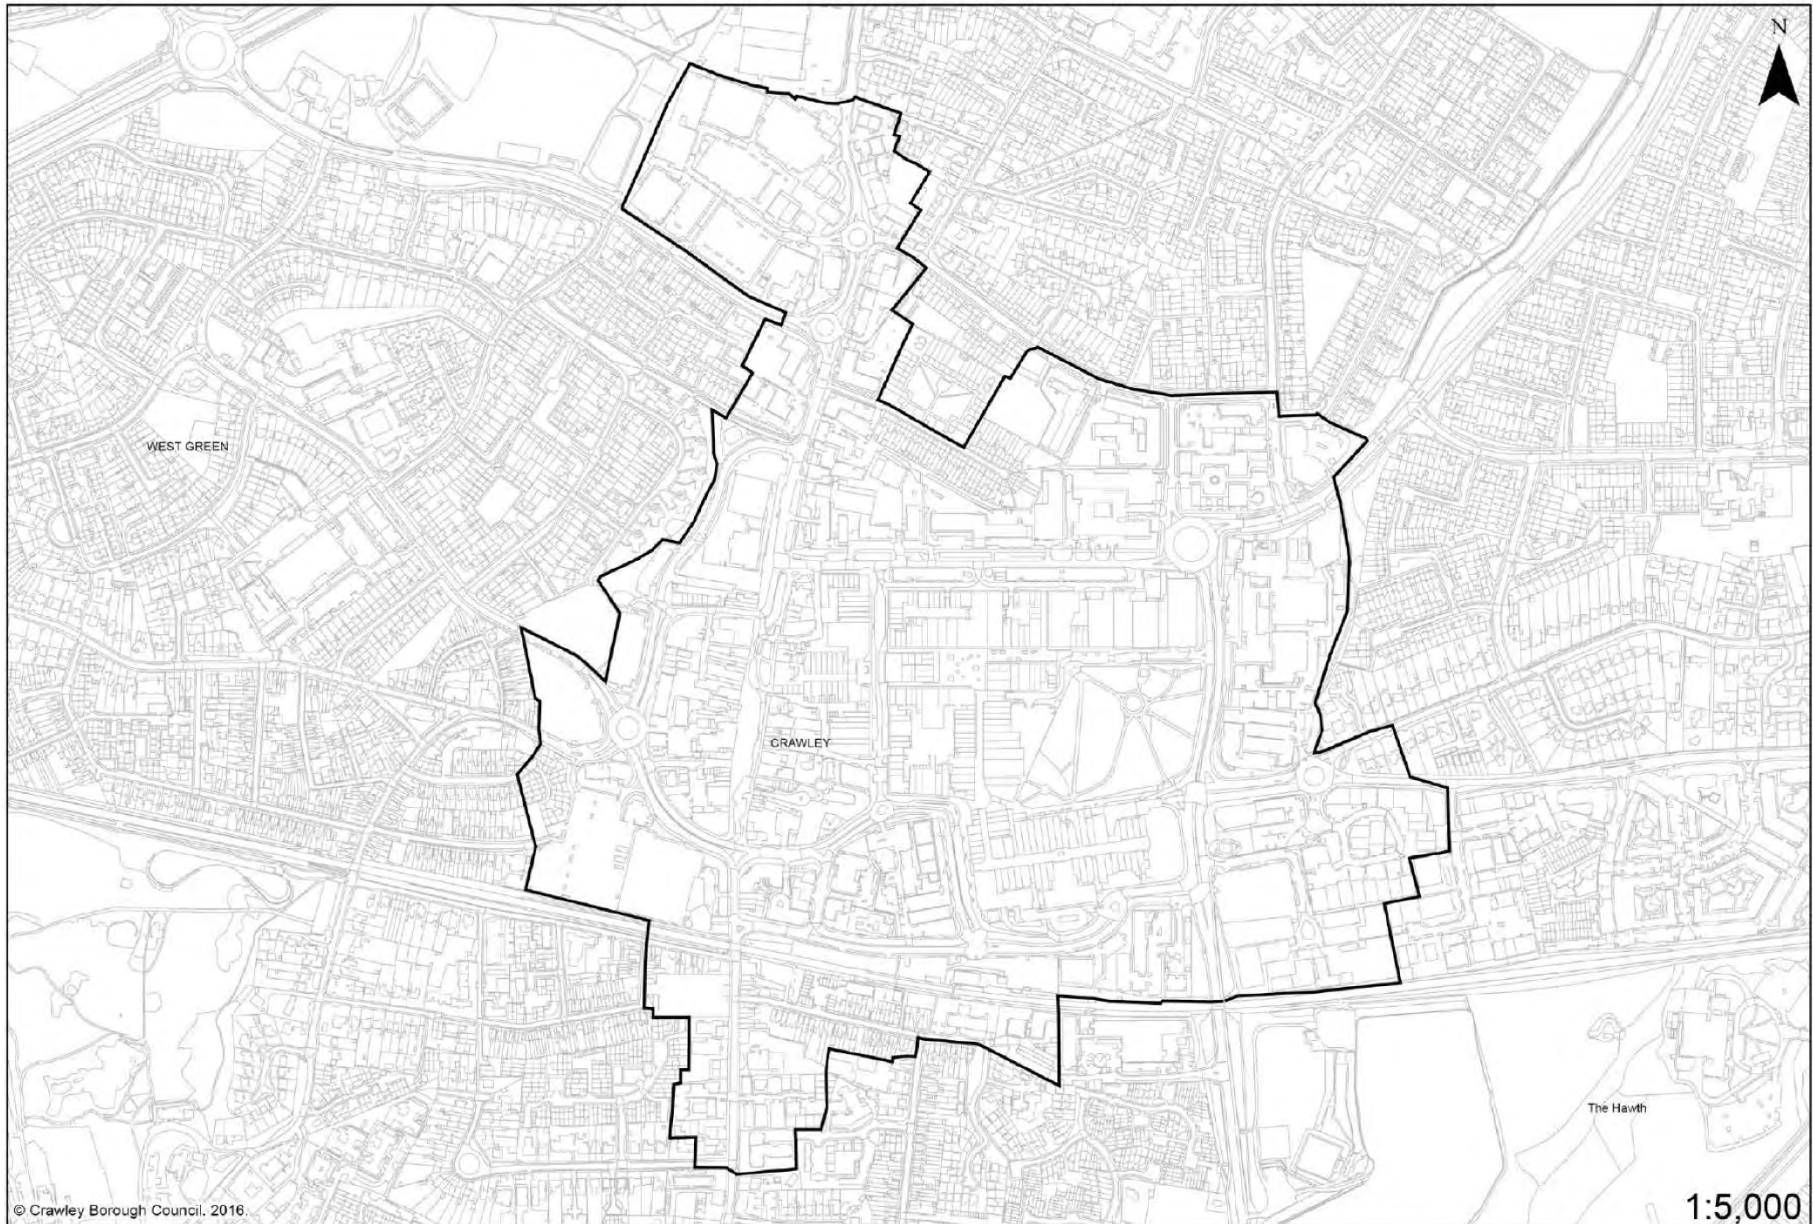 N
WEST GREEN
CRAWLEY
The Hawth
© Crawley Borough Council. 2016.
1:5,000